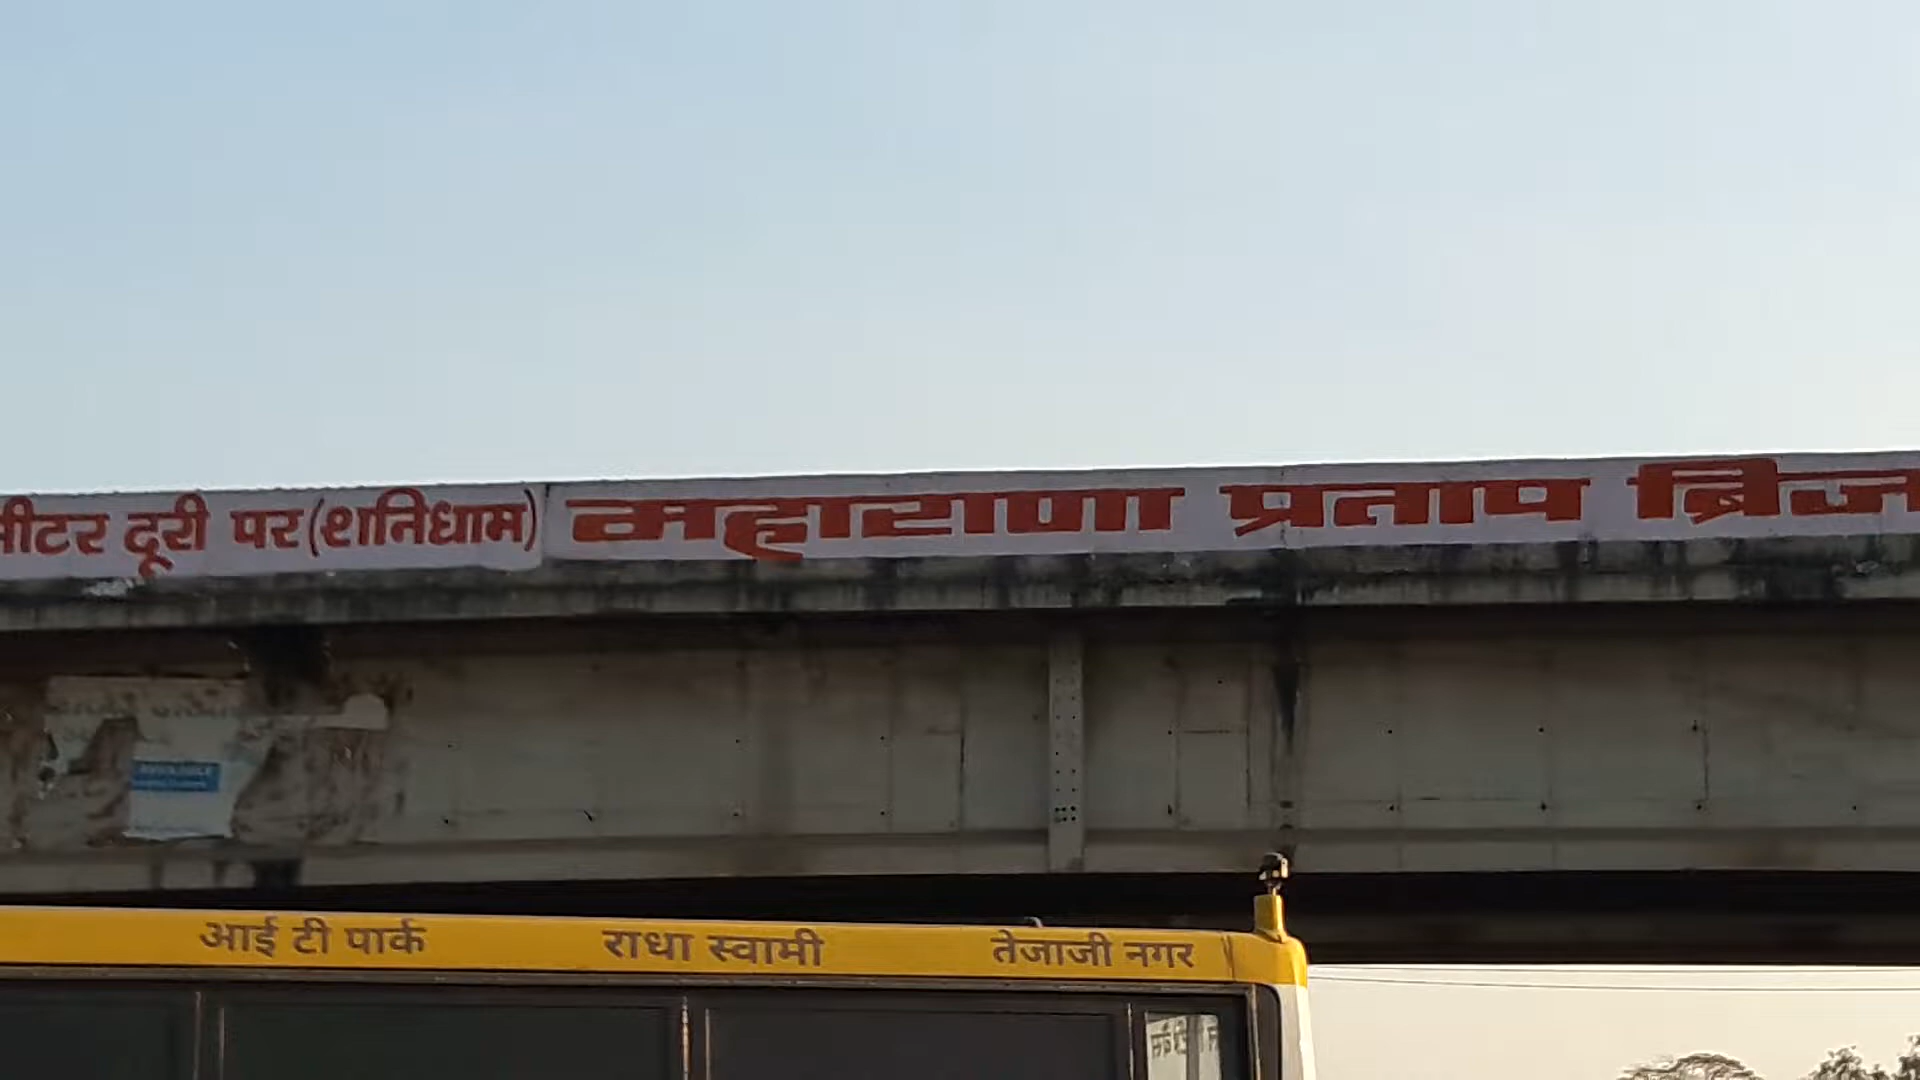 मीटर दूरी पर (शनिधाम) महाराणा प्रताप ब्रिज
आई टी पार्क राधा स्वामी तेजाजी नगर